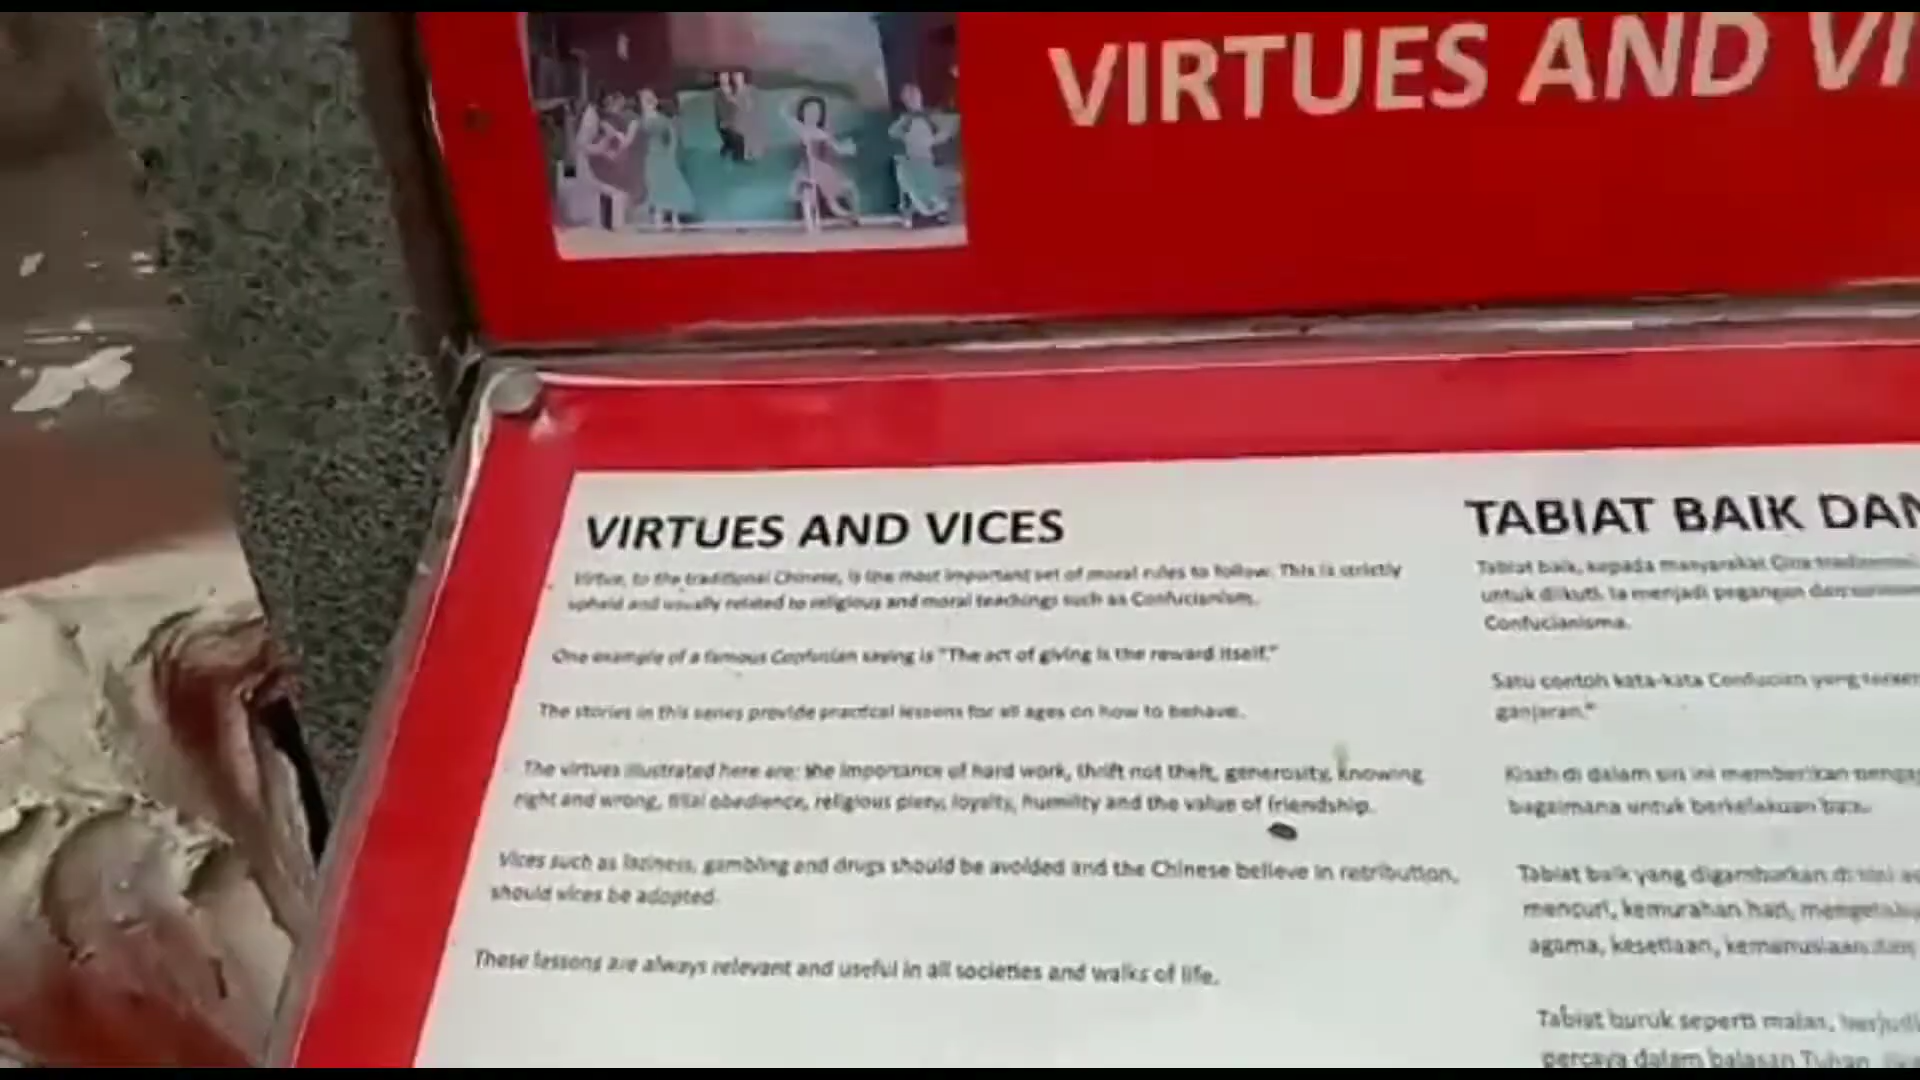 VIRTUES AND VI
VIRTUES AND VICES
Virtue, to the traditional Chinese, is the most important set of moral rules to follow. This is strictly
upheld and usually related to religious and moral teachings such as Confucianism.
One example of a famous Confusian saying is "The act of giving is the reward itself."
The stories in this series provide practical lessons for all ages on how to behave.
The virtues illustrated here are: the importance of hard work, thrift not theft, generosity, knowing
right and wrong, filial obedience, religious piety, loyalty, humility and the value of friendship.
Vices such as laziness, gambling and drugs should be avoided and the Chinese believe in retribution,
should vices be adopted.
These lessons are always relevant and useful in all societies and walks of life.
TABIAT BAIK DAN
Tabiat baik, kepada masyarakat Cina
untuk diikuti. Ia menjadi pegangan dan
Confucianisma.
Satu contoh kata-kata Confucian yang
ganjaran."
Kisah di dalam siri ini memberikan
bagaimana untuk berkelakuan baik.
Tabiat baik yang digambarkan di sini
mencuri, kemurahan hati,
agama, kesetiaan, kemanusiaan dan
Tabiat buruk seperti malas,
percaya dalam balasan Tuhan,